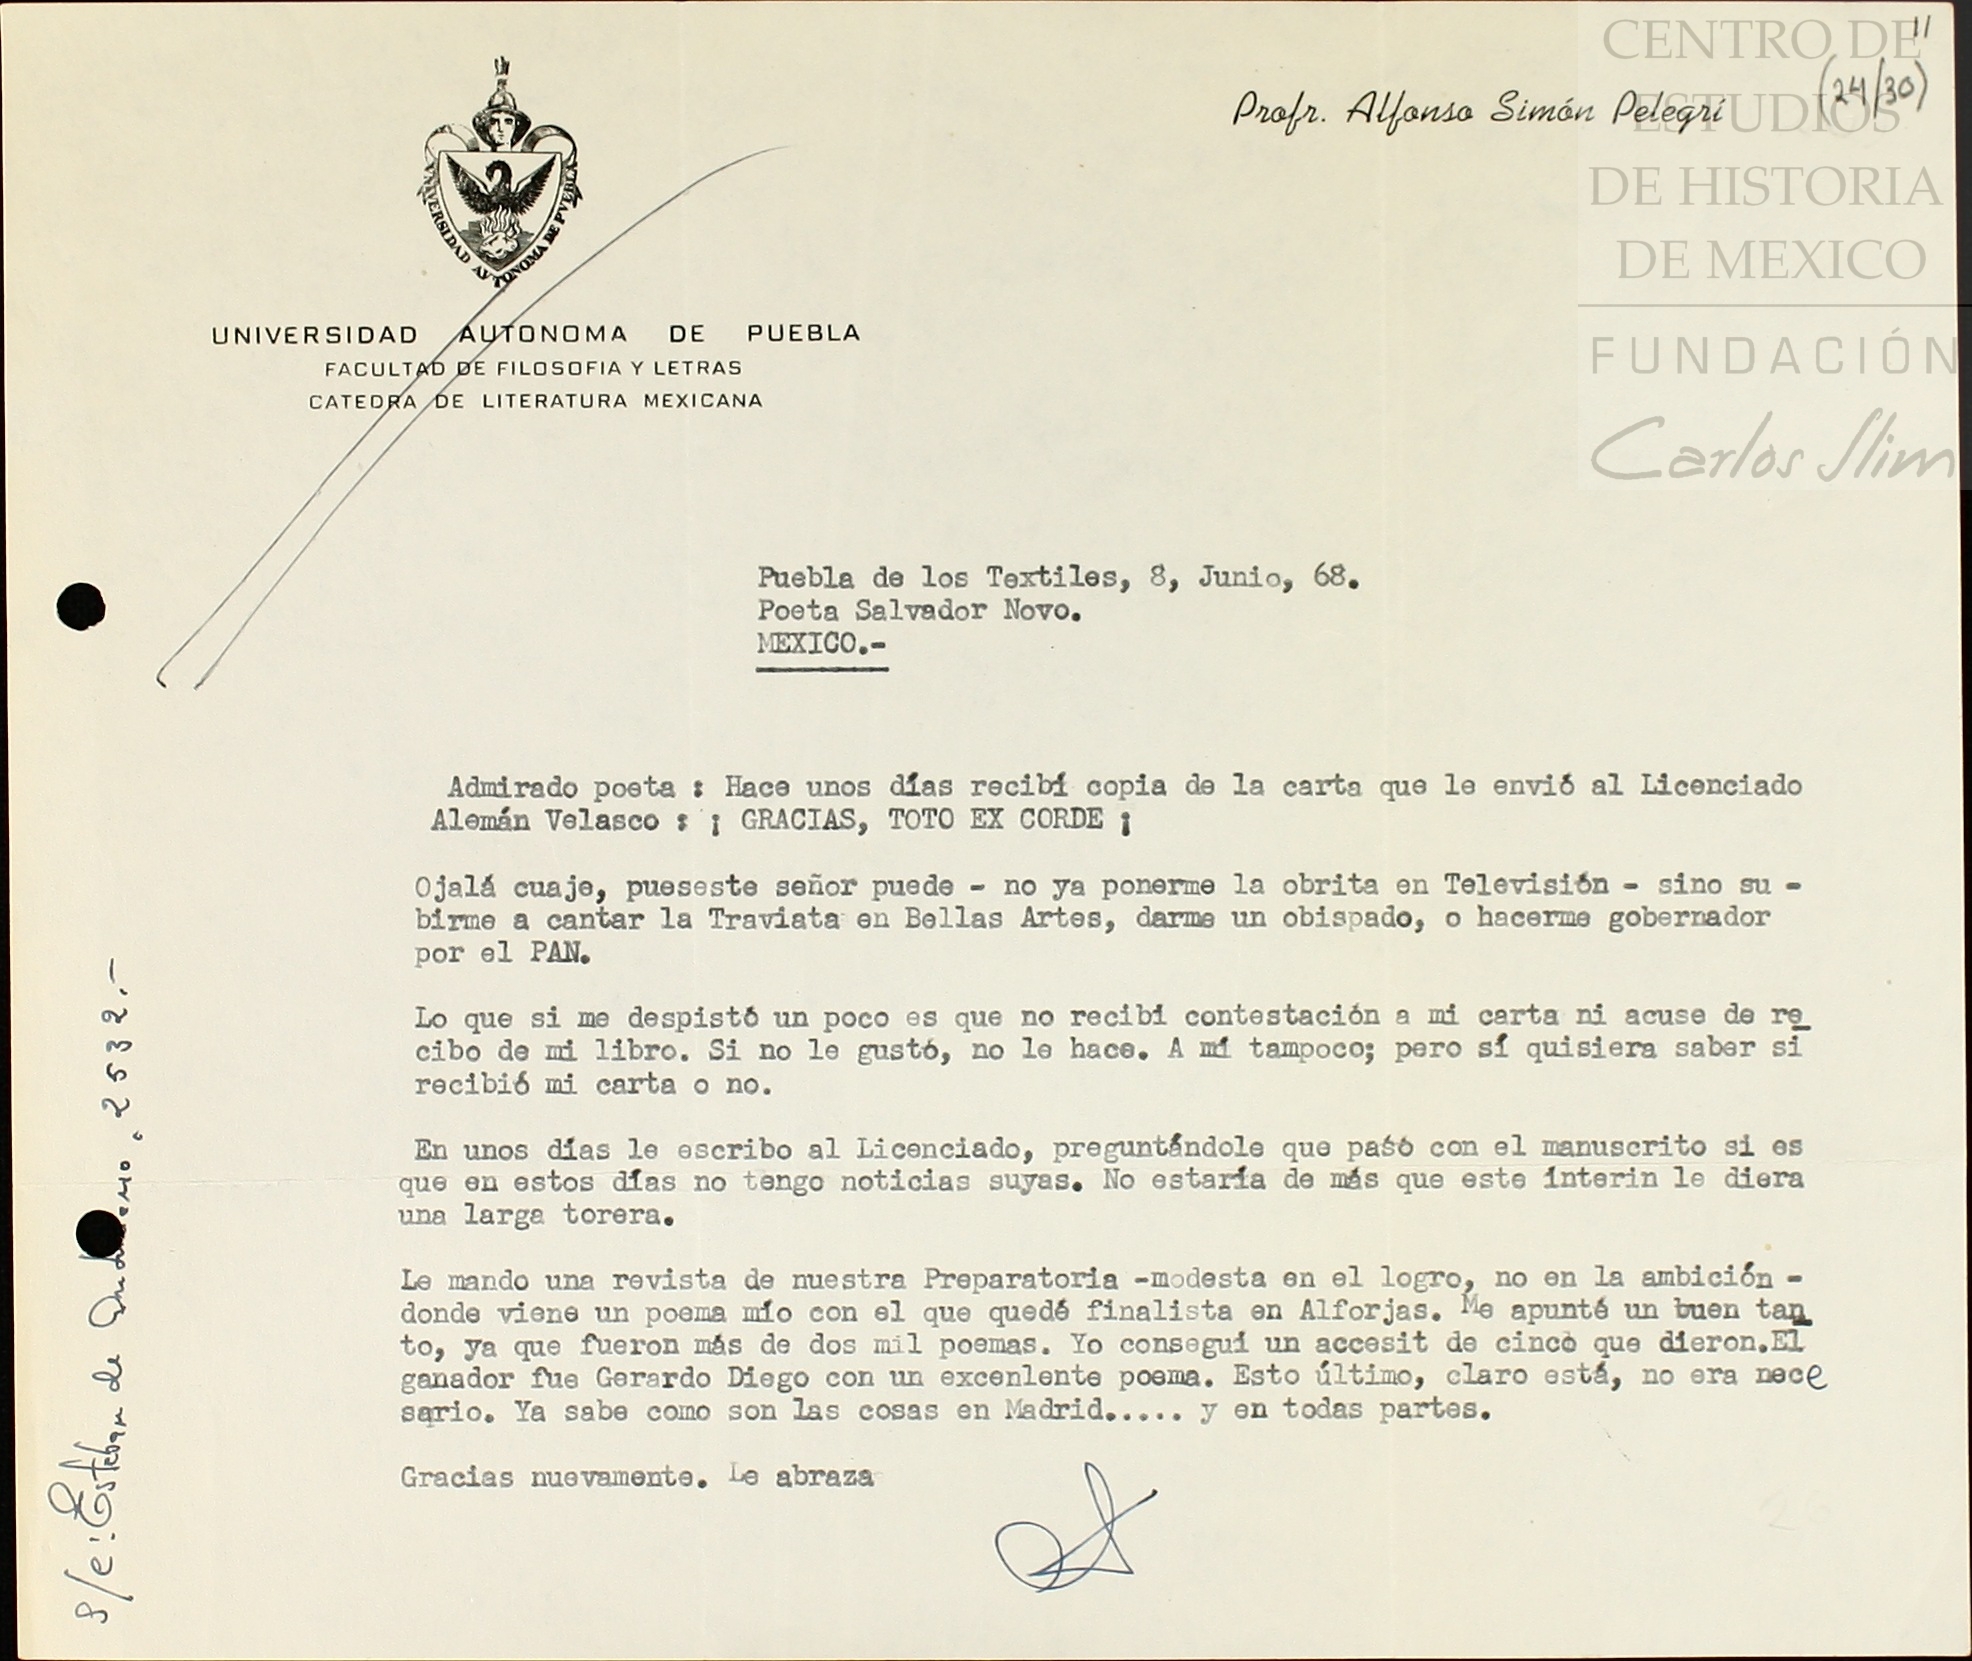 11
(24/30)
CENTRO DE
ESTUDIOS
DE HISTORIA
DE MEXICO
FUNDACIÓN
Carlos Slim
Profr. Alfonso Simón Pelegrí
UNIVERSIDAD AVTONOMA DE PVEBLA
UNIVERSIDAD AUTONOMA DE PUEBLA
FACULTAD DE FILOSOFIA Y LETRAS
CATEDRA DE LITERATURA MEXICANA
Puebla de los Textiles, 8, Junio, 68.
Poeta Salvador Novo.
MEXICO.-
Admirado poeta : Hace unos días recibí copia de la carta que le envió al Licenciado
Alemán Velasco : ¡ GRACIAS, TOTO EX CORDE ¡
Ojalá cuaje, pueseste señor puede - no ya ponerme la obrita en Televisión - sino su -
birme a cantar la Traviata en Bellas Artes, darme un obispado, o hacerme gobernador
por el PAN.
Lo que si me despistó un poco es que no recibí contestación a mi carta ni acuse de re
cibo de mi libro. Si no le gustó, no le hace. A mí tampoco; pero sí quisiera saber si
recibió mi carta o no.
En unos días le escribo al Licenciado, preguntándole que pasó con el manuscrito si es
que en estos días no tengo noticias suyas. No estaría de más que este ínterin le diera
una larga torera.
Le mando una revista de nuestra Preparatoria -modesta en el logro, no en la ambición -
donde viene un poema mío con el que quedé finalista en Alforjas. Me apunté un buen tan
to, ya que fueron más de dos mil poemas. Yo conseguí un accesit de cinco que dieron.El
ganador fue Gerardo Diego con un excenlente poema. Esto último, claro está, no era nece
sario. Ya sabe como son las cosas en Madrid..... y en todas partes.
Gracias nuevamente. Le abraza
S/e: Esteban de 2532.-